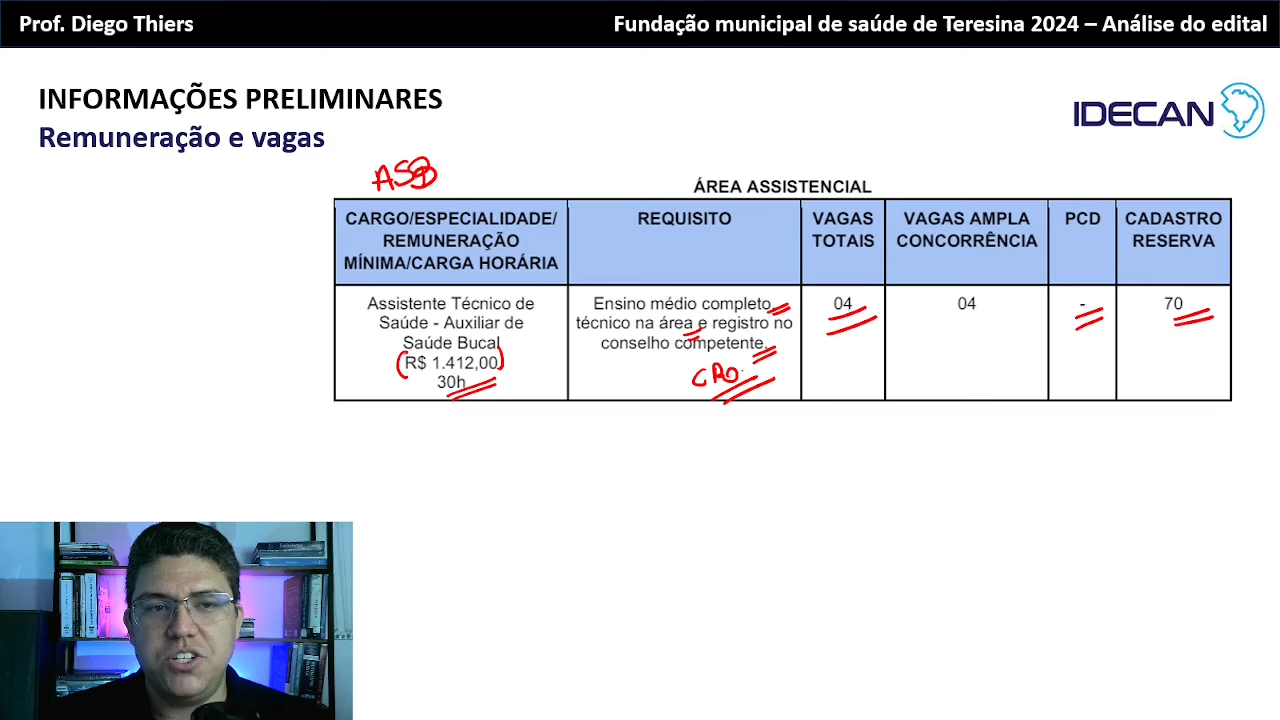 Prof. Diego Thiers
Fundação municipal de saúde de Teresina 2024 – Análise do edital
INFORMAÇÕES PRELIMINARES
Remuneração e vagas
IDECAN
ASB
ÁREA ASSISTENCIAL
CARGO/ESPECIALIDADE/
REMUNERAÇÃO
MÍNIMA/CARGA HORÁRIA
REQUISITO
VAGAS
TOTAIS
VAGAS AMPLA
CONCORRÊNCIA
PCD
CADASTRO
RESERVA
Assistente Técnico de
Saúde - Auxiliar de
Saúde Bucal
(R$ 1.412,00)
30h
Ensino médio completo,
técnico na área e registro no
conselho competente.
CRO
04
04
-
70